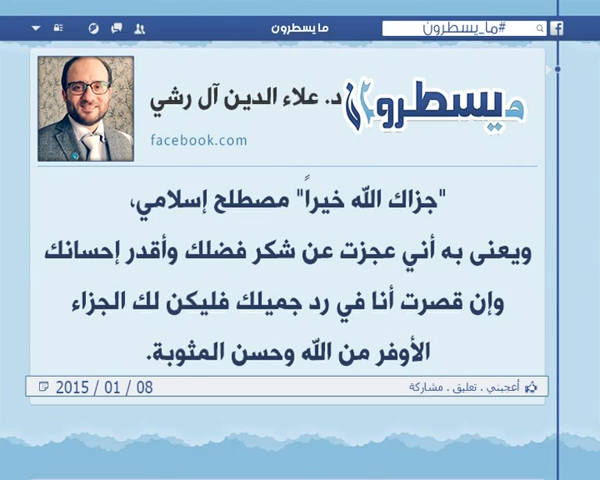 ما يسطرون
#ما_يسطرون
ما يسطرون
د. علاء الدين آل رشي
facebook.com
"جزاك الله خيراً" مصطلح إسلامي،
ويعنى به أني عجزت عن شكر فضلك وأقدر إحسانك
وإن قصرت أنا في رد جميلك فليكن لك الجزاء
الأوفر من الله وحسن المثوبة.
أعجبني . تعليق . مشاركة
2015 / 01 / 08